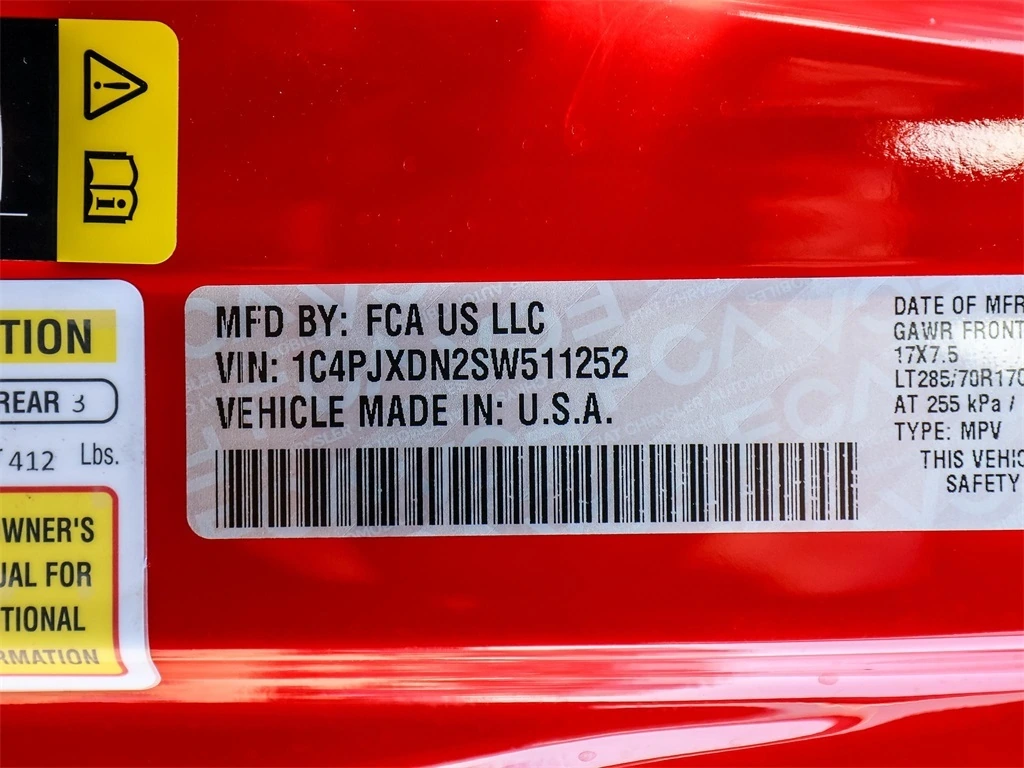 TION
REAR 3
412 Lbs.
WNER'S
UAL FOR
TIONAL
RMATION
MFD BY: FCA US LLC
VIN: 1C4PJXDN2SW511252
VEHICLE MADE IN: U.S.A.
DATE OF MFR
GAWR FRONT
17X7.5
LT285/70R17C
AT 255 kPa /
TYPE: MPV
THIS VEHIC
SAFETY